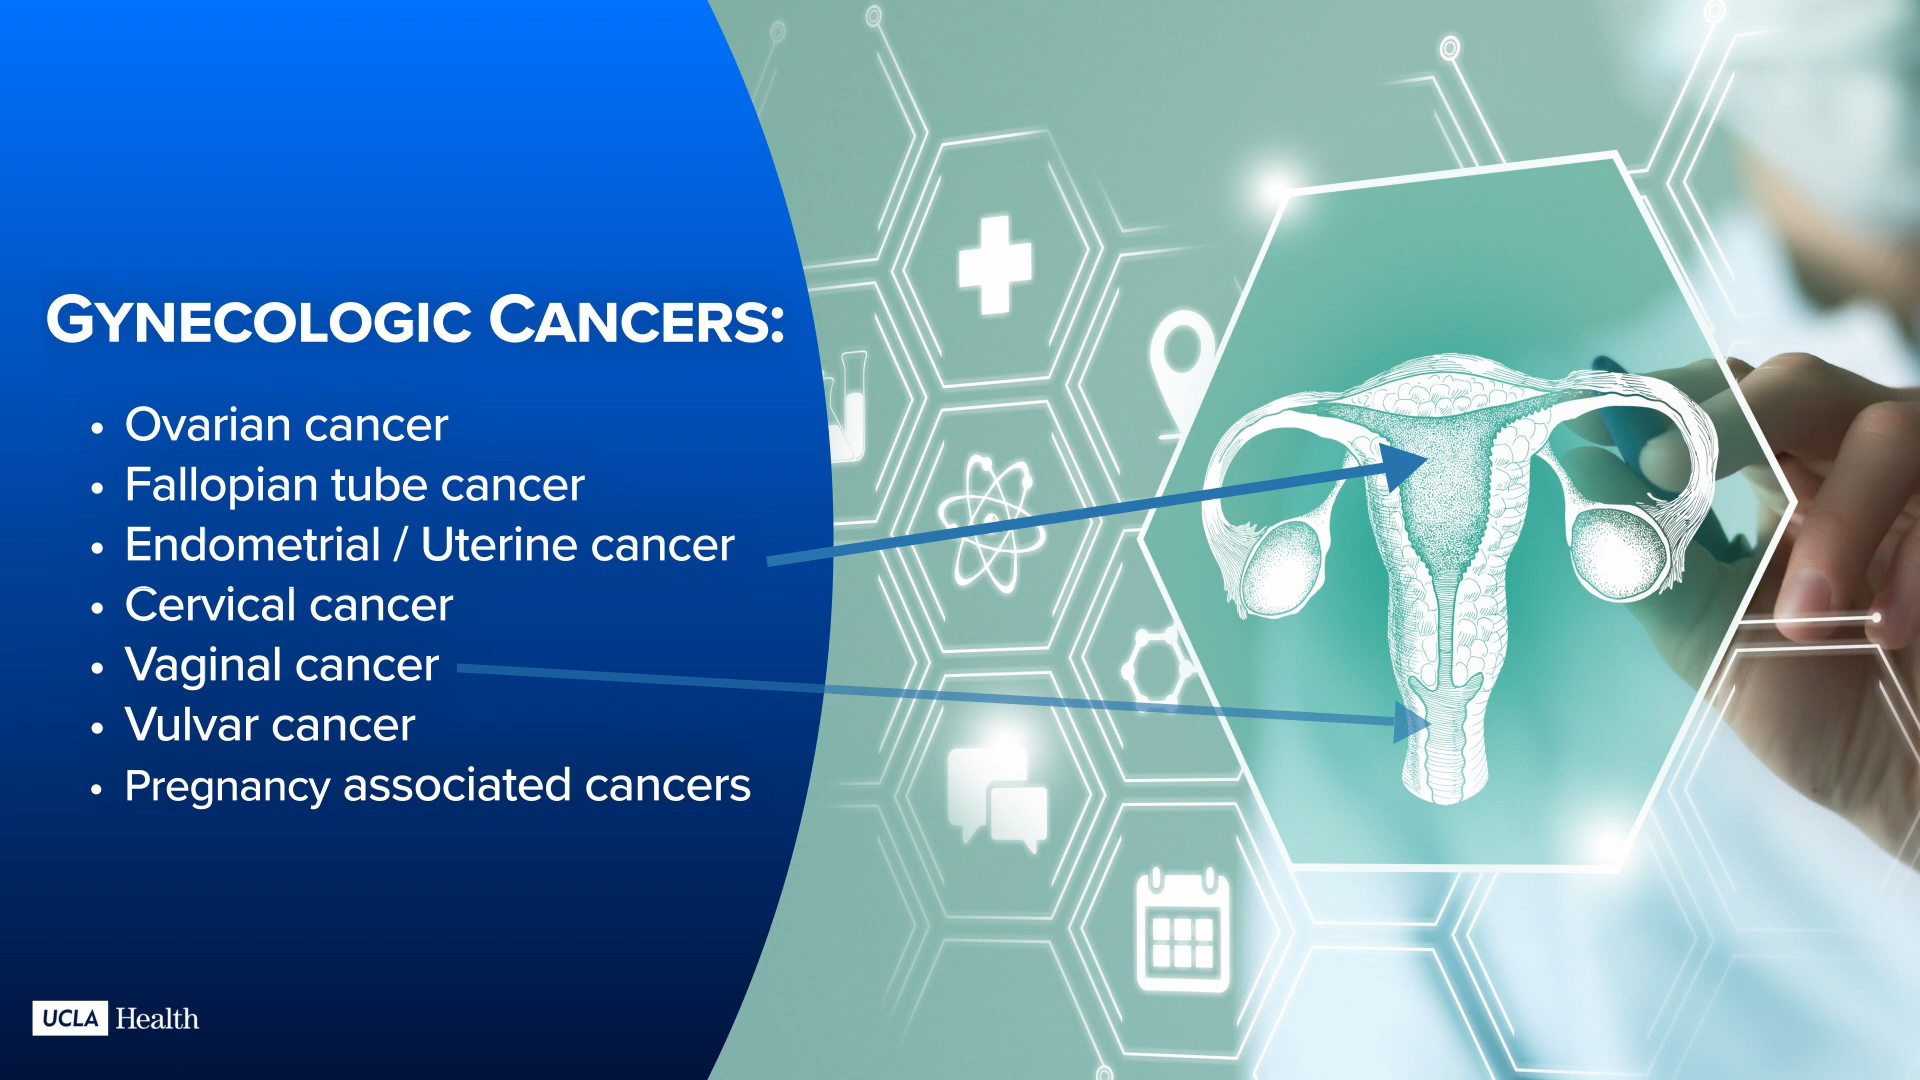 GYNECOLOGIC CANCERS:
• Ovarian cancer
• Fallopian tube cancer
• Endometrial / Uterine cancer
• Cervical cancer
• Vaginal cancer
• Vulvar cancer
• Pregnancy associated cancers
UCLA Health